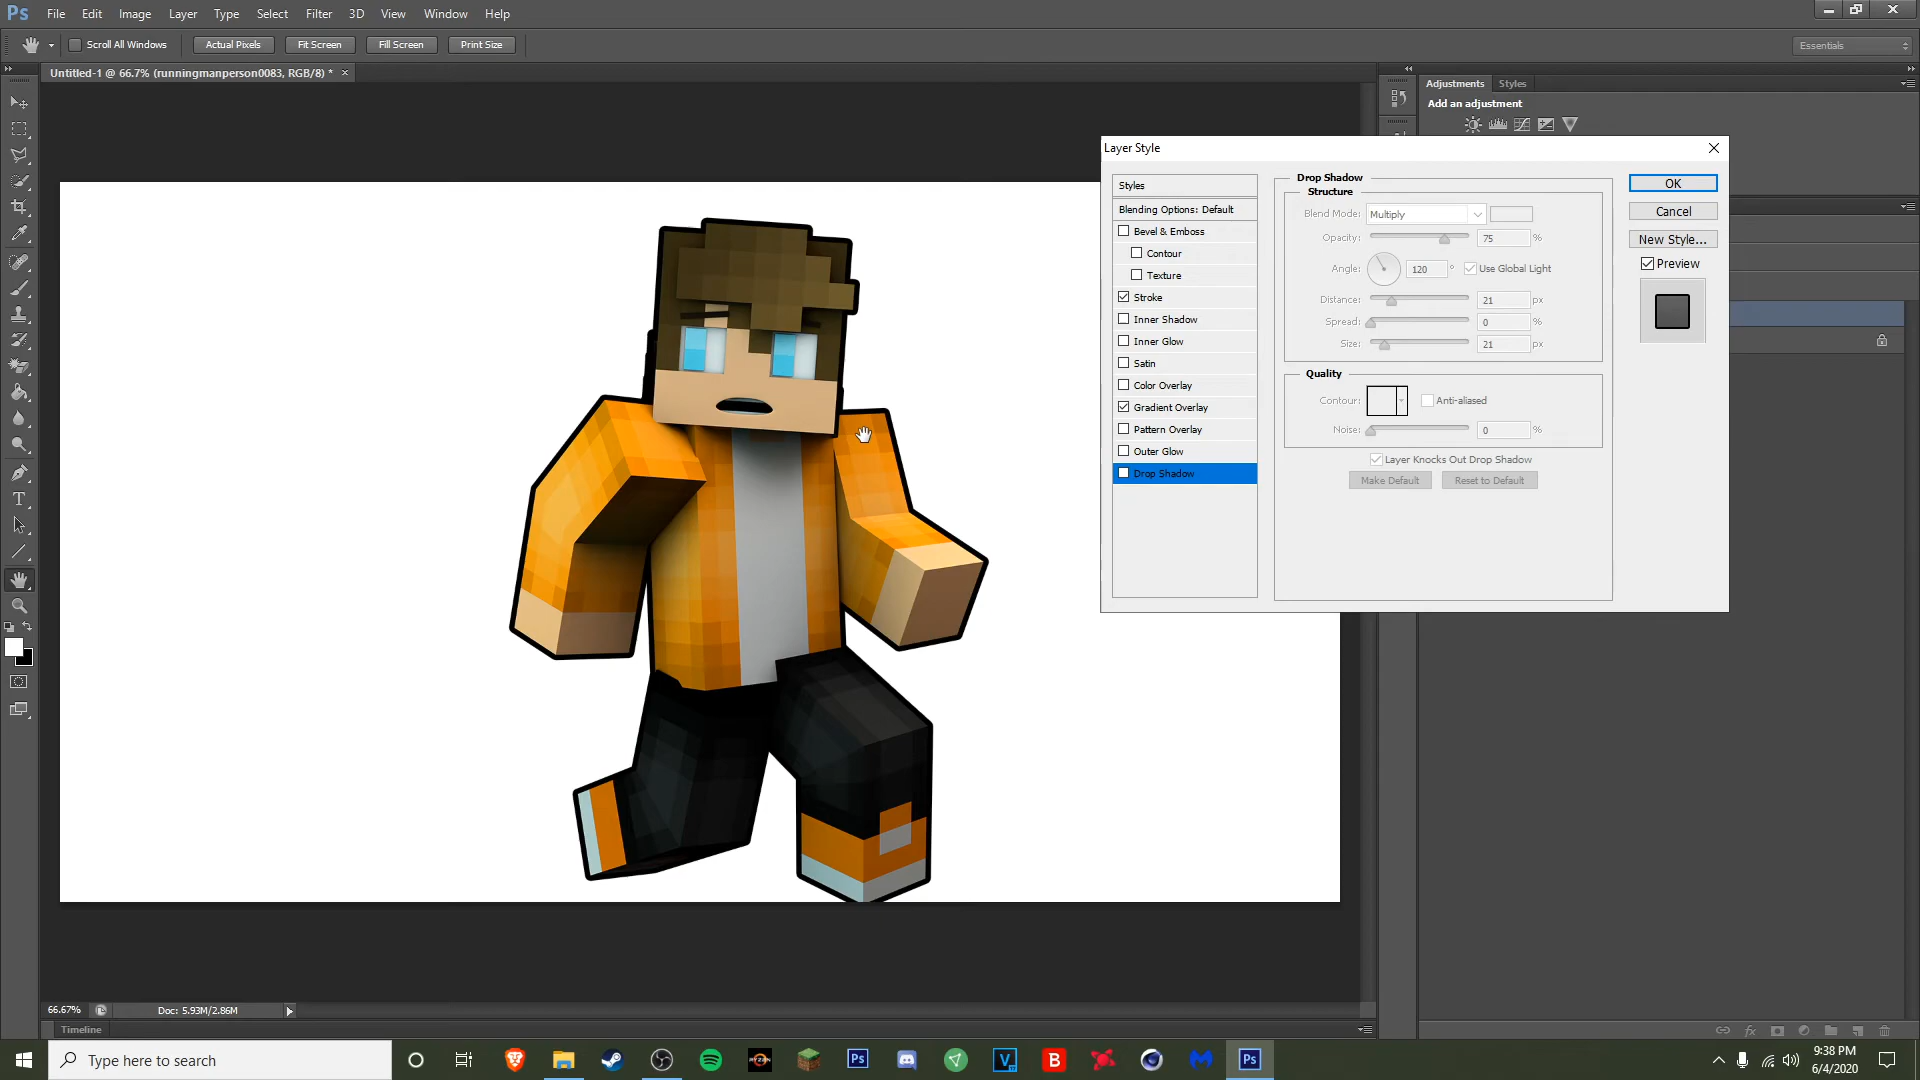 Ps File Edit Image Layer Type Select Filter 3D View Window Help
Scroll All Windows Actual Pixels Fit Screen Fill Screen Print Size Essentials
Untitled-1 @ 66.7% (runningmanperson0083, RGB/8) * ×
Adjustments Styles
Add an adjustment
Layer Style
Styles
Blending Options: Default
Bevel & Emboss
Contour
Texture
Stroke
Inner Shadow
Inner Glow
Satin
Color Overlay
Gradient Overlay
Pattern Overlay
Outer Glow
Drop Shadow
Drop Shadow
Structure
Blend Mode: Multiply
Opacity: 75 %
Angle: 120 ° Use Global Light
Distance: 21 px
Spread: 0 %
Size: 21 px
Quality
Contour: Anti-aliased
Noise: 0 %
Layer Knocks Out Drop Shadow
Make Default Reset to Default
OK
Cancel
New Style...
Preview
T
66.67% Doc: 5.93M/2.86M
Timeline
fx
Type here to search
RYZEN
Ps
V
B
Ps
9:38 PM
6/4/2020